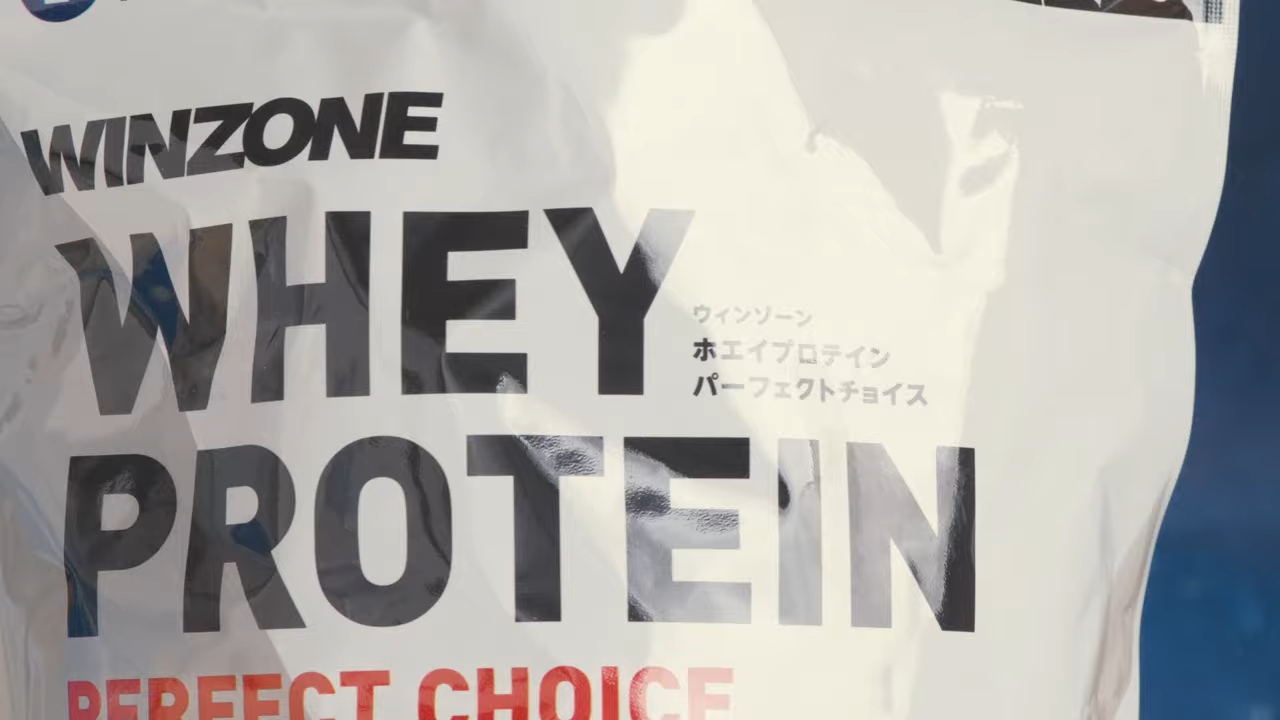 WINZONE
WHEY
ウィンゾーン
ホエイプロテイン
パーフェクトチョイス
PROTEIN
PERFECT CHOICE